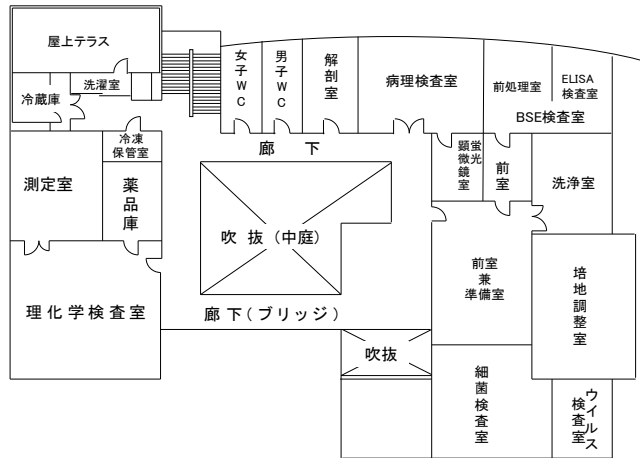 屋上テラス
洗濯室
冷蔵庫
冷凍
保管室
測定室
薬品庫
理化学検査室
女子WC
男子WC
解剖室
病理検査室
前処理室
ELISA
検査室
BSE検査室
廊 下
蛍光
顕微鏡室
前室
洗浄室
吹 抜 (中庭)
前室
兼
準備室
培地調整室
廊 下(ブリッジ)
吹抜
細菌検査室
ウイルス
検査室